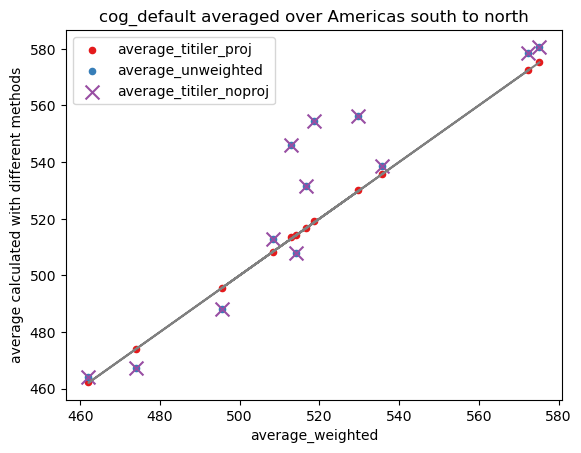 cog_default averaged over Americas south to north
average_titiler_proj
average_unweighted
average_titiler_noproj
average calculated with different methods
580
560
540
520
500
480
460
460
480
500
520
540
560
580
average_weighted